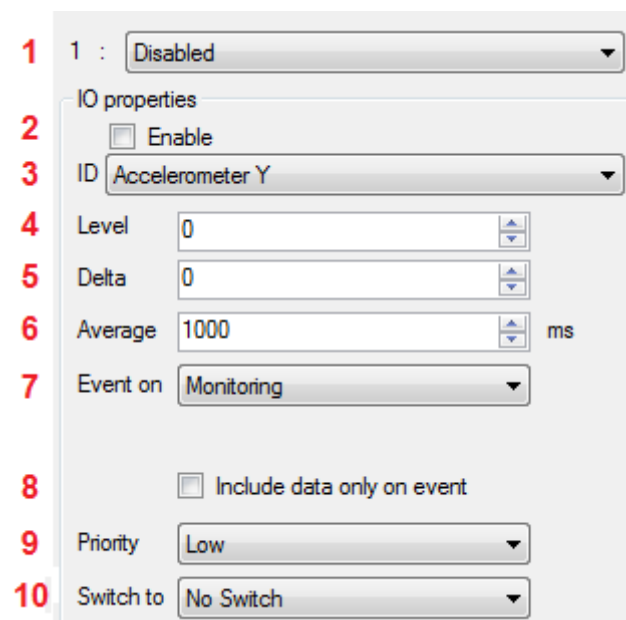 1 1 : Disabled
IO properties
2 Enable
3 ID Accelerometer Y
4 Level 0
5 Delta 0
6 Average 1000 ms
7 Event on Monitoring
8 Include data only on event
9 Priority Low
10 Switch to No Switch